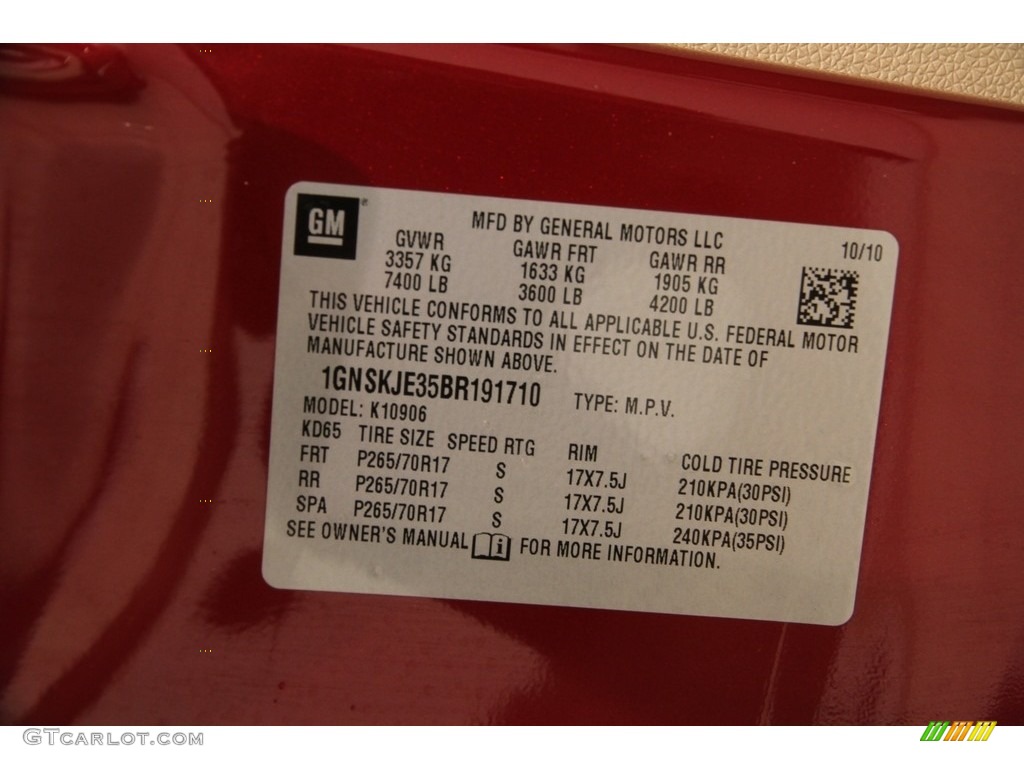 GM
MFD BY GENERAL MOTORS LLC
10/10
GVWR GAWR FRT GAWR RR
3357 KG 1633 KG 1905 KG
7400 LB 3600 LB 4200 LB
THIS VEHICLE CONFORMS TO ALL APPLICABLE U.S. FEDERAL MOTOR
VEHICLE SAFETY STANDARDS IN EFFECT ON THE DATE OF
MANUFACTURE SHOWN ABOVE.
1GNSKJE35BR191710 TYPE: M.P.V.
MODEL: K10906
KD65 TIRE SIZE SPEED RTG RIM COLD TIRE PRESSURE
FRT P265/70R17 S 17X7.5J 210KPA(30PSI)
RR P265/70R17 S 17X7.5J 210KPA(30PSI)
SPA P265/70R17 S 17X7.5J 240KPA(35PSI)
SEE OWNER'S MANUAL FOR MORE INFORMATION.
GTcarlot.com